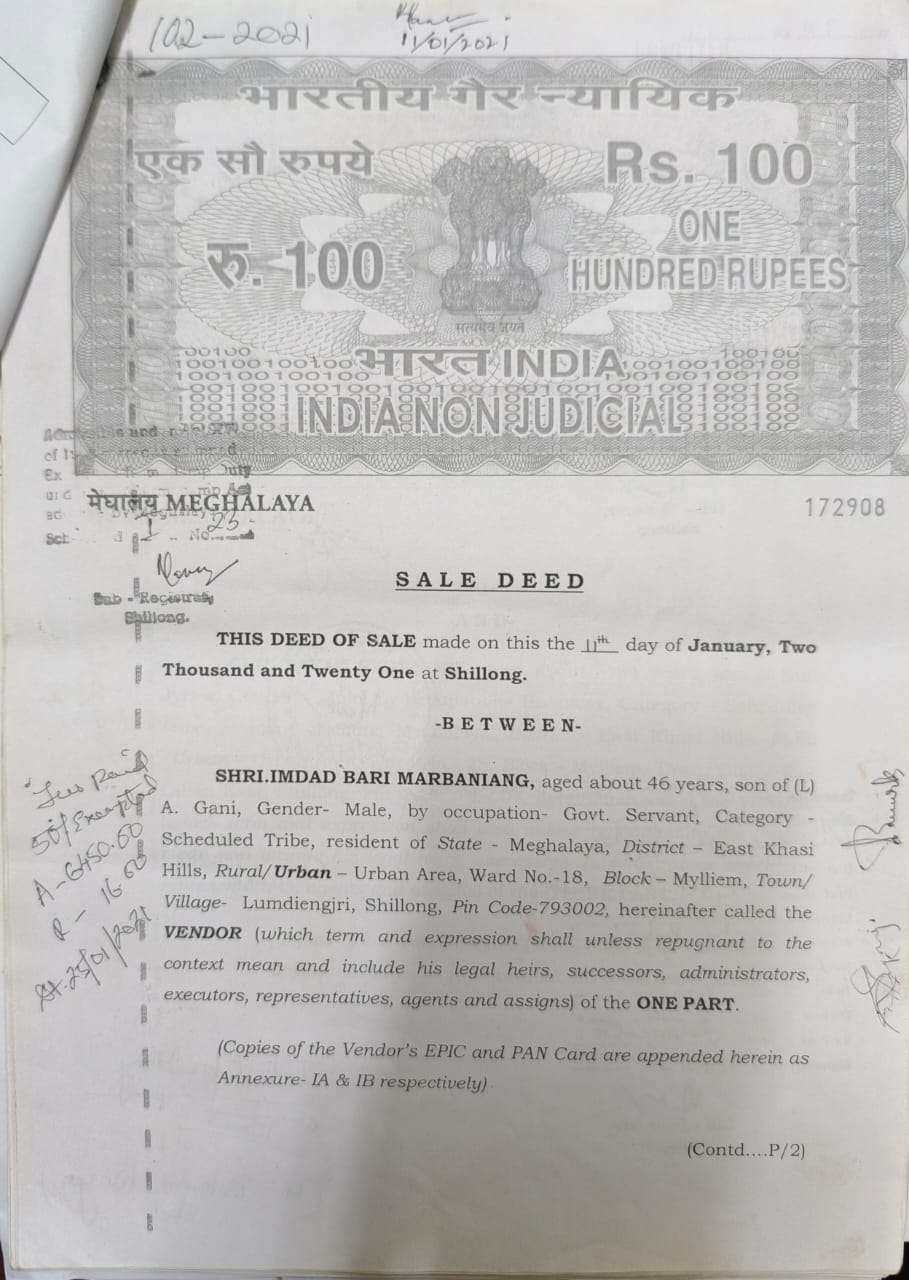 102-2021
11/01/2021
भारतीय गैर न्यायिक
एक सौ रुपये
Rs. 100
रु. 100
ONE
HUNDRED RUPEES
सत्यमेव जयते
भारत INDIA
INDIA NON JUDICIAL
मेघालय MEGHALAYA
172908
No. 23
Sub - Registrar,
Shillong.
SALE DEED
THIS DEED OF SALE made on this the 11th day of January, Two
Thousand and Twenty One at Shillong.
-B E T W E E N-
SHRI.IMDAD BARI MARBANIANG, aged about 46 years, son of (L)
A. Gani, Gender- Male, by occupation- Govt. Servant, Category -
Scheduled Tribe, resident of State - Meghalaya, District – East Khasi
Hills, Rural/Urban – Urban Area, Ward No.-18, Block – Mylliem, Town/
Village- Lumdiengjri, Shillong, Pin Code-793002, hereinafter called the
VENDOR (which term and expression shall unless repugnant to the
context mean and include his legal heirs, successors, administrators,
executors, representatives, agents and assigns) of the ONE PART.
(Copies of the Vendor's EPIC and PAN Card are appended herein as
Annexure- IA & IB respectively)
(Contd....P/2)
Fees Paid
50% Exempted
A- 6450.60
R- 16.00